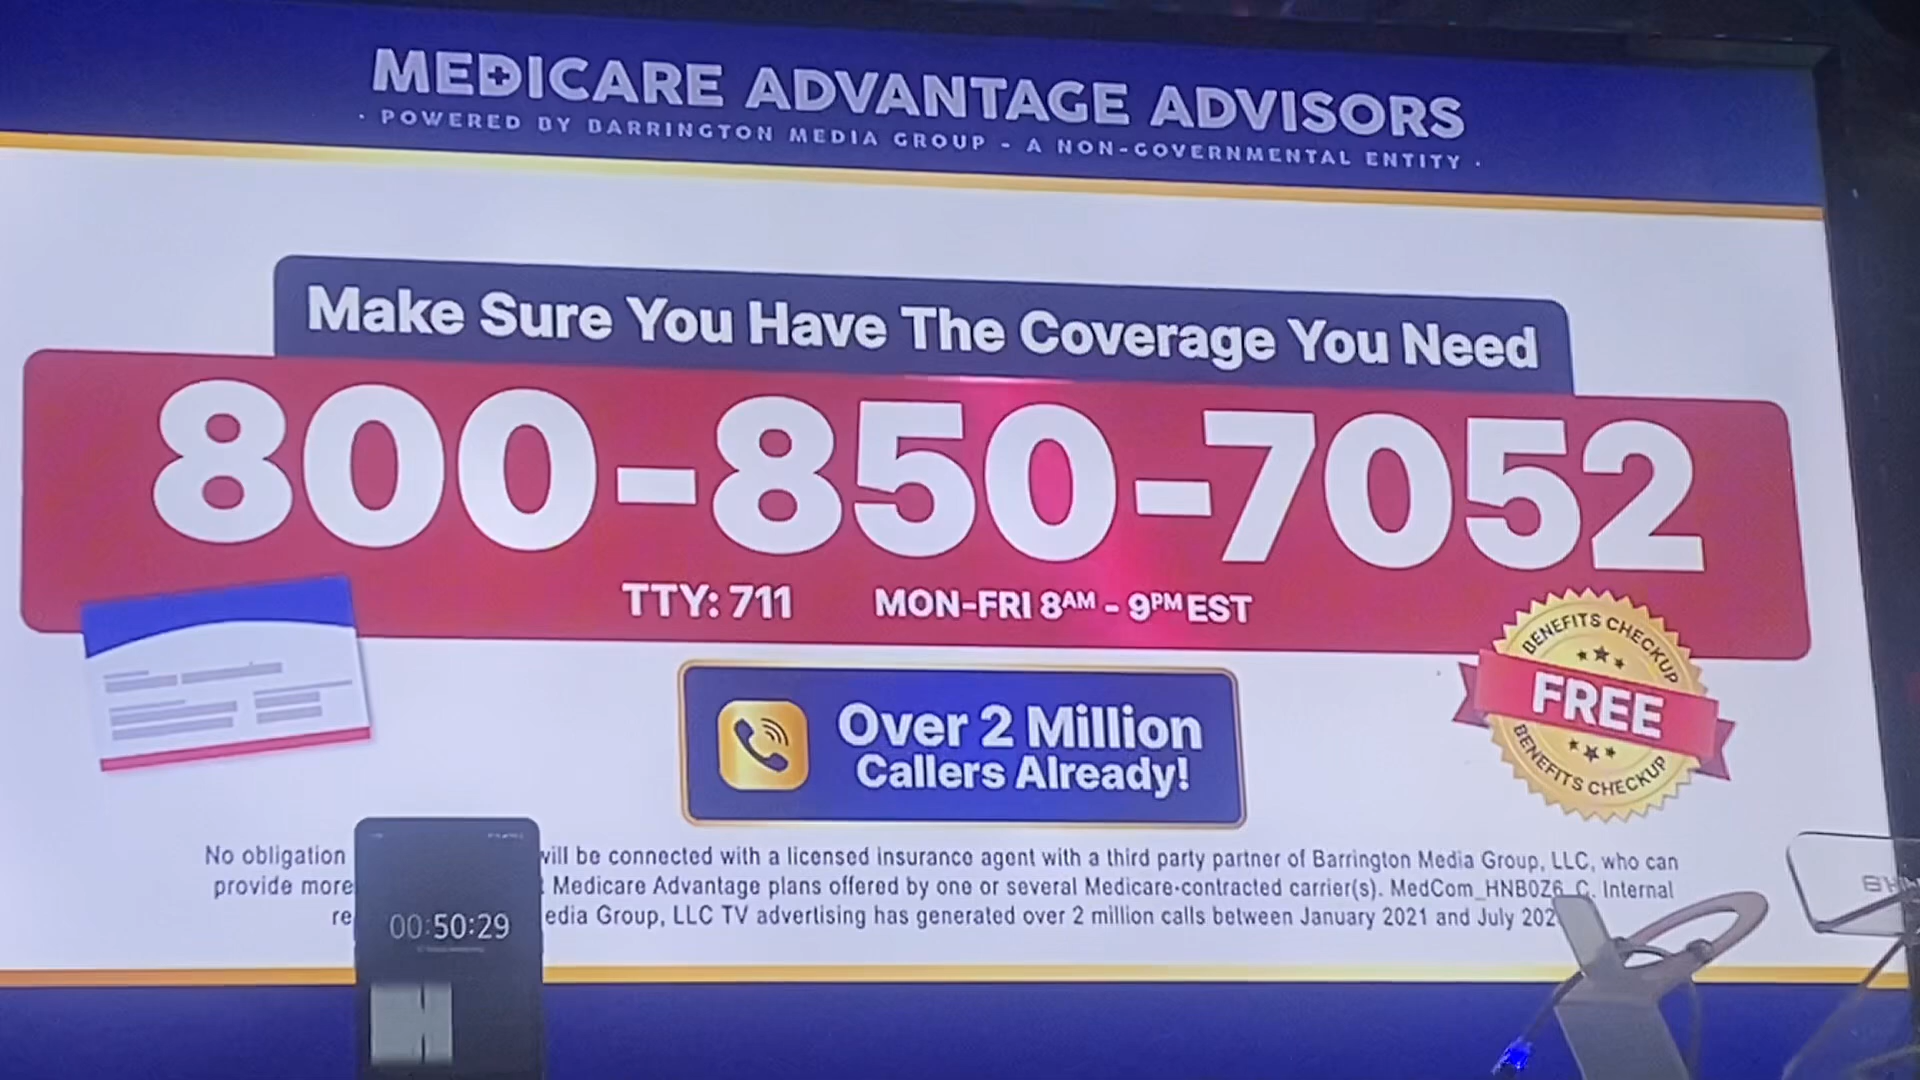 MEDICARE ADVANTAGE ADVISORS
· POWERED BY BARRINGTON MEDIA GROUP - A NON-GOVERNMENTAL ENTITY ·
Make Sure You Have The Coverage You Need
800-850-7052
TTY: 711 MON-FRI 8AM - 9PM EST
BENEFITS CHECKUP
FREE
BENEFITS CHECKUP
Over 2 Million
Callers Already!
No obligation will be connected with a licensed insurance agent with a third party partner of Barrington Media Group, LLC, who can
provide more Medicare Advantage plans offered by one or several Medicare-contracted carrier(s). MedCom_HNB0Z6_C. Internal
re edia Group, LLC TV advertising has generated over 2 million calls between January 2021 and July 202
00:50:29